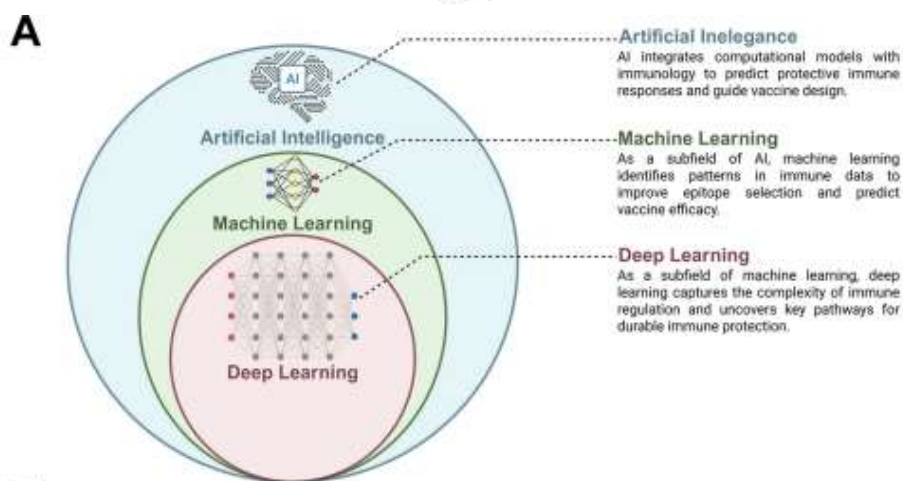 A
AI
Artificial Intelligence
Machine Learning
Deep Learning
Artificial Inelegance
AI integrates computational models with
immunology to predict protective immune
responses and guide vaccine design.
Machine Learning
As a subfield of AI, machine learning
identifies patterns in immune data to
improve epitope selection and predict
vaccine efficacy.
Deep Learning
As a subfield of machine learning, deep
learning captures the complexity of immune
regulation and uncovers key pathways for
durable immune protection.